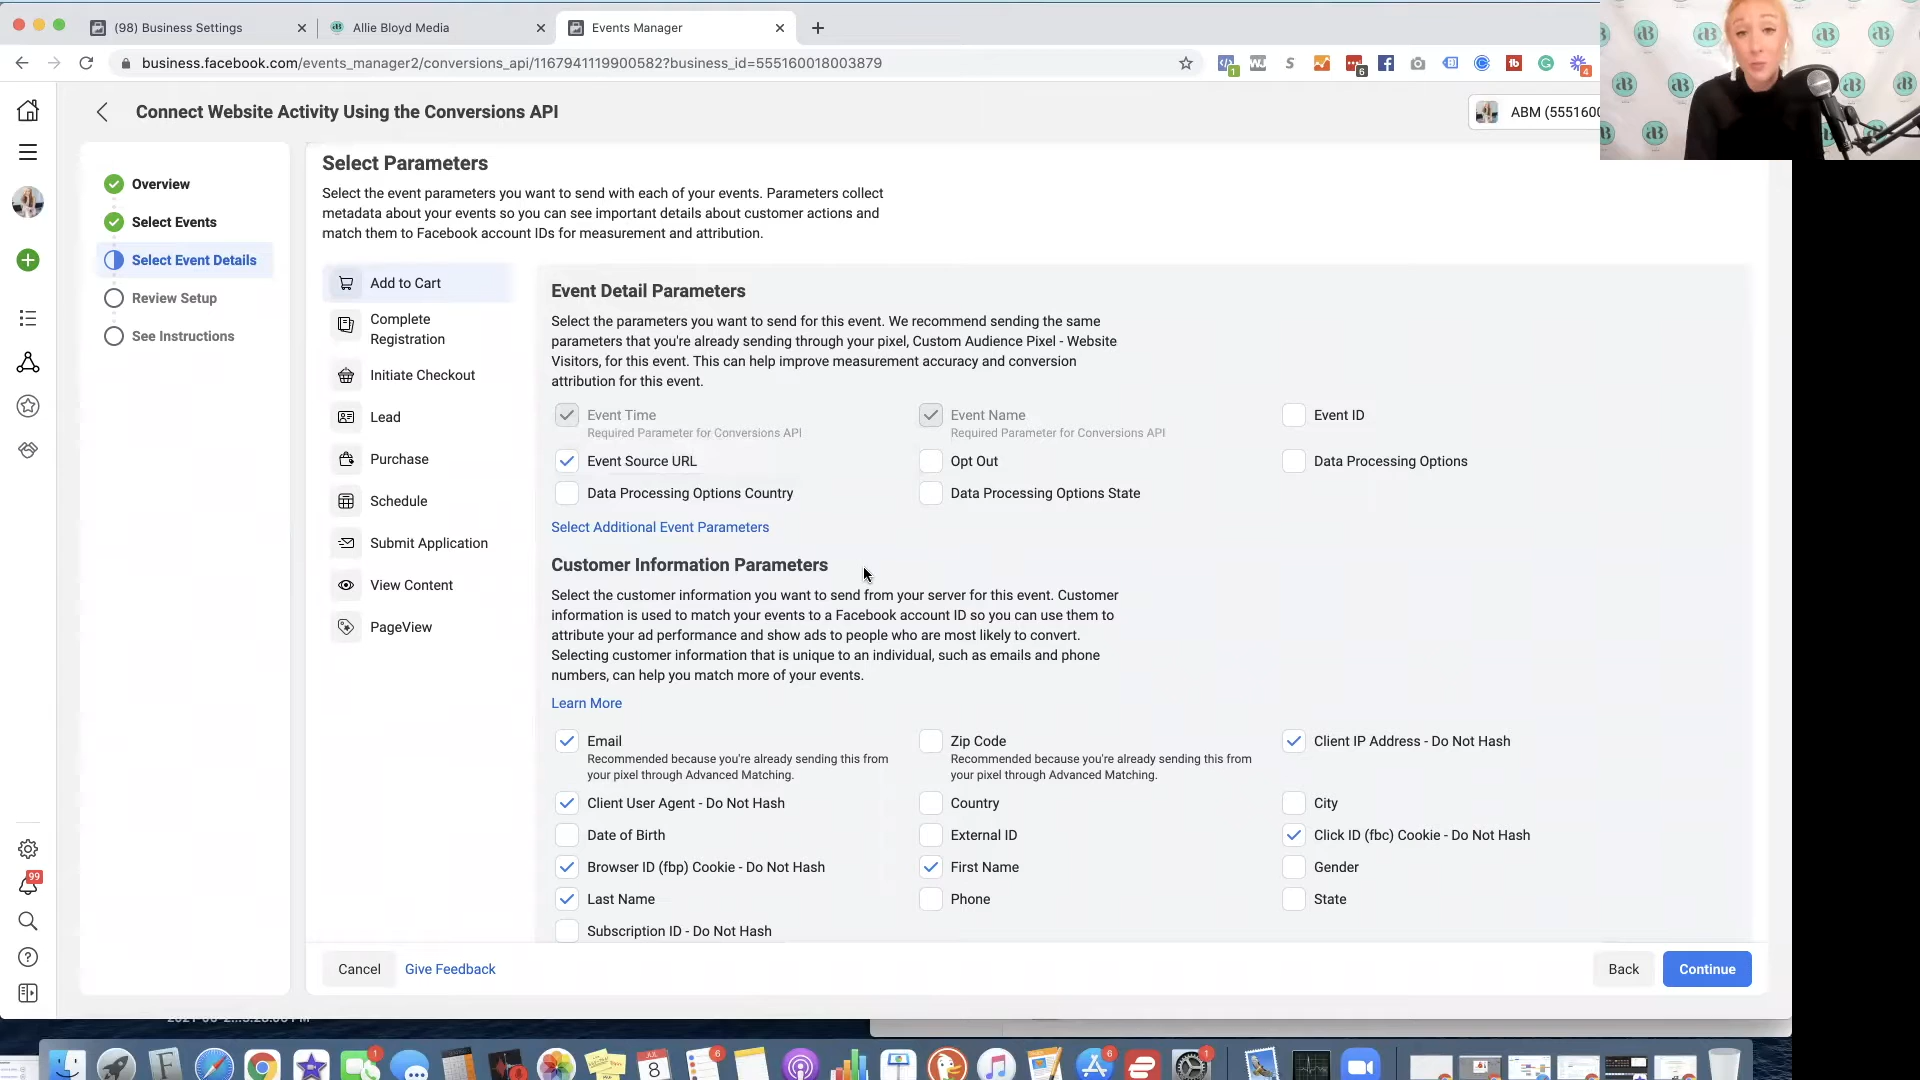 (98) Business Settings
Allie Bloyd Media
Events Manager
business.facebook.com/events_manager2/conversions_api/1167941119900582?business_id=555160018003879
Connect Website Activity Using the Conversions API
ABM (5551600
Overview
Select Events
Select Event Details
Review Setup
See Instructions
Select Parameters
Select the event parameters you want to send with each of your events. Parameters collect
metadata about your events so you can see important details about customer actions and
match them to Facebook account IDs for measurement and attribution.
Add to Cart
Complete
Registration
Initiate Checkout
Lead
Purchase
Schedule
Submit Application
View Content
PageView
Event Detail Parameters
Select the parameters you want to send for this event. We recommend sending the same
parameters that you're already sending through your pixel, Custom Audience Pixel - Website
Visitors, for this event. This can help improve measurement accuracy and conversion
attribution for this event.
Event Time
Required Parameter for Conversions API
Event Name
Required Parameter for Conversions API
Event ID
Event Source URL
Opt Out
Data Processing Options
Data Processing Options Country
Data Processing Options State
Select Additional Event Parameters
Customer Information Parameters
Select the customer information you want to send from your server for this event. Customer
information is used to match your events to a Facebook account ID so you can use them to
attribute your ad performance and show ads to people who are most likely to convert.
Selecting customer information that is unique to an individual, such as emails and phone
numbers, can help you match more of your events.
Learn More
Email
Recommended because you're already sending this from
your pixel through Advanced Matching.
Zip Code
Recommended because you're already sending this from
your pixel through Advanced Matching.
Client IP Address - Do Not Hash
Client User Agent - Do Not Hash
Country
City
Date of Birth
External ID
Click ID (fbc) Cookie - Do Not Hash
Browser ID (fbp) Cookie - Do Not Hash
First Name
Gender
Last Name
Phone
State
Subscription ID - Do Not Hash
Cancel
Give Feedback
Back
Continue
99